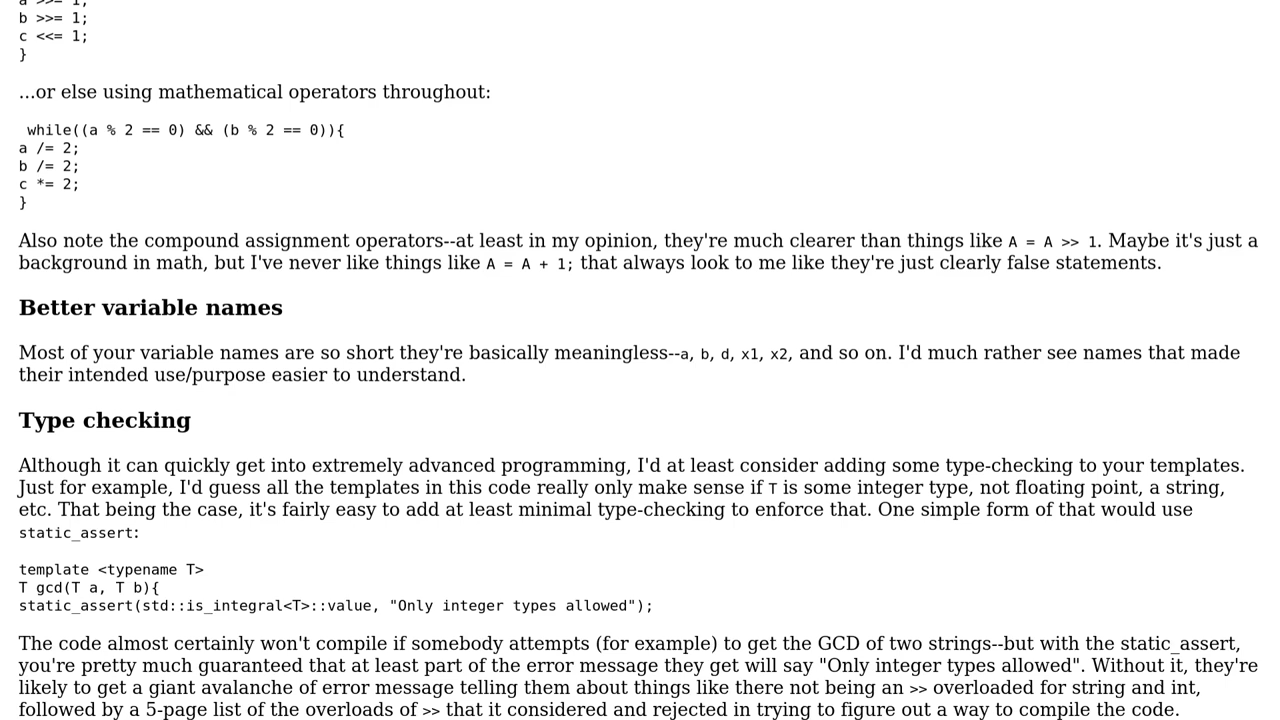 a >>= 1;
b >>= 1;
c <<= 1;
}
...or else using mathematical operators throughout:
while((a % 2 == 0) && (b % 2 == 0)){
a /= 2;
b /= 2;
c *= 2;
}
Also note the compound assignment operators--at least in my opinion, they're much clearer than things like A = A >> 1. Maybe it's just a
background in math, but I've never like things like A = A + 1; that always look to me like they're just clearly false statements.
Better variable names
Most of your variable names are so short they're basically meaningless--a, b, d, x1, x2, and so on. I'd much rather see names that made
their intended use/purpose easier to understand.
Type checking
Although it can quickly get into extremely advanced programming, I'd at least consider adding some type-checking to your templates.
Just for example, I'd guess all the templates in this code really only make sense if T is some integer type, not floating point, a string,
etc. That being the case, it's fairly easy to add at least minimal type-checking to enforce that. One simple form of that would use
static_assert:
template <typename T>
T gcd(T a, T b){
static_assert(std::is_integral<T>::value, "Only integer types allowed");
The code almost certainly won't compile if somebody attempts (for example) to get the GCD of two strings--but with the static_assert,
you're pretty much guaranteed that at least part of the error message they get will say "Only integer types allowed". Without it, they're
likely to get a giant avalanche of error message telling them about things like there not being an >> overloaded for string and int,
followed by a 5-page list of the overloads of >> that it considered and rejected in trying to figure out a way to compile the code.